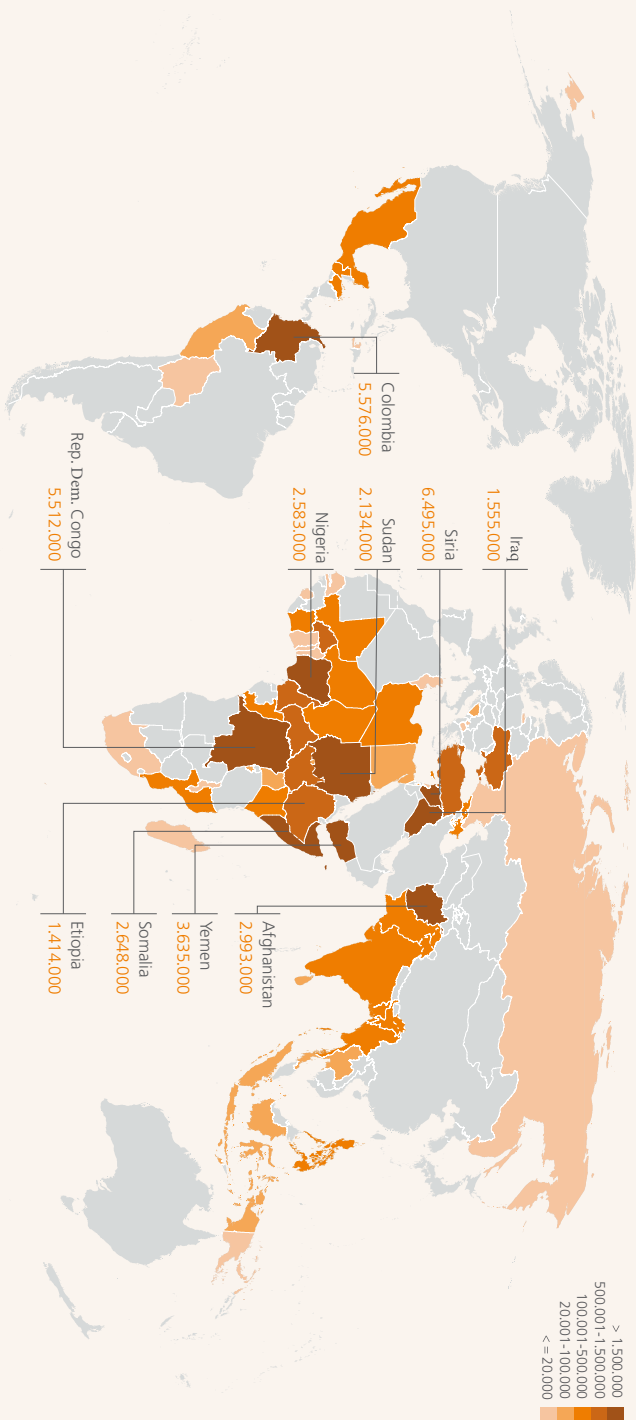 Colombia
5.576.000
Rep. Dem. Congo
5.512.000
Nigeria
2.583.000
Sudan
2.134.000
Siria
6.495.000
Iraq
1.555.000
Etiopia
1.414.000
Somalia
2.648.000
Yemen
3.635.000
Afghanistan
2.993.000
> 1.500.000
500.001-1.500.000
100.001-500.000
20.001-100.000
<=20.000